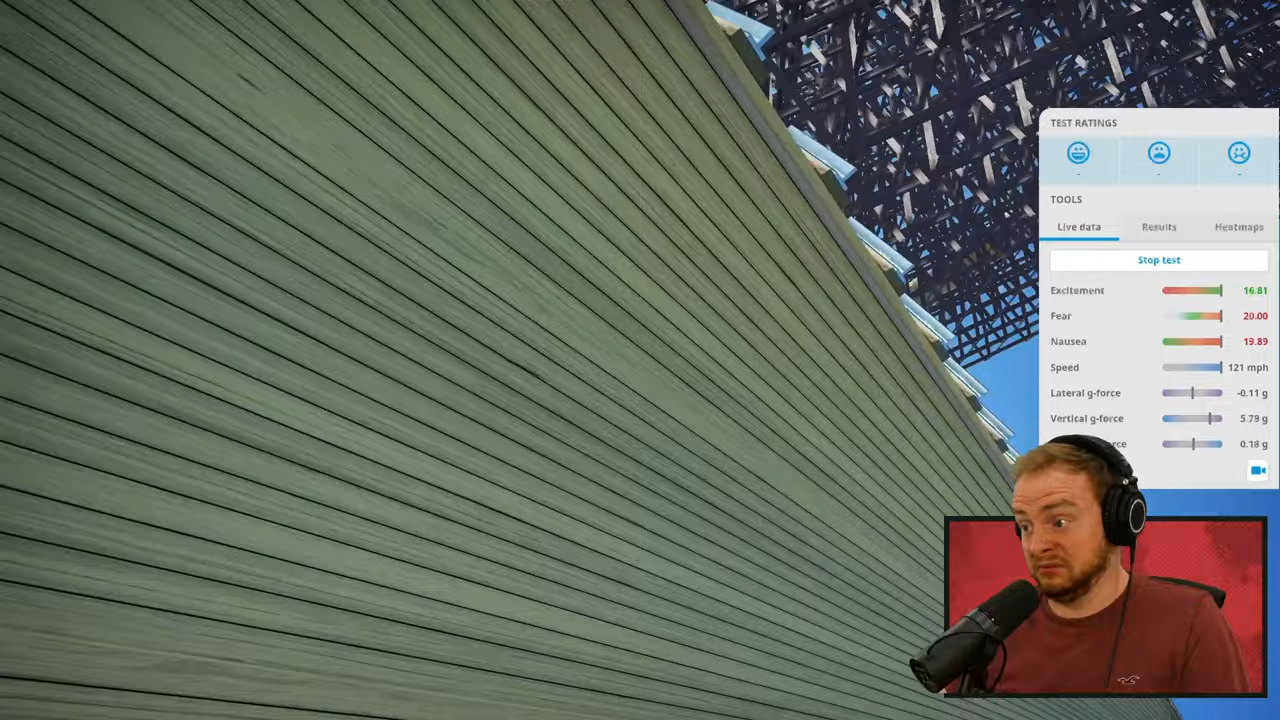 TEST RATINGS
- - -
TOOLS
Live data Results Heatmaps
Stop test
Excitement 16.81
Fear 20.00
Nausea 19.89
Speed 121 mph
Lateral g-force -0.11 g
Vertical g-force 5.79 g
rce 0.18 g